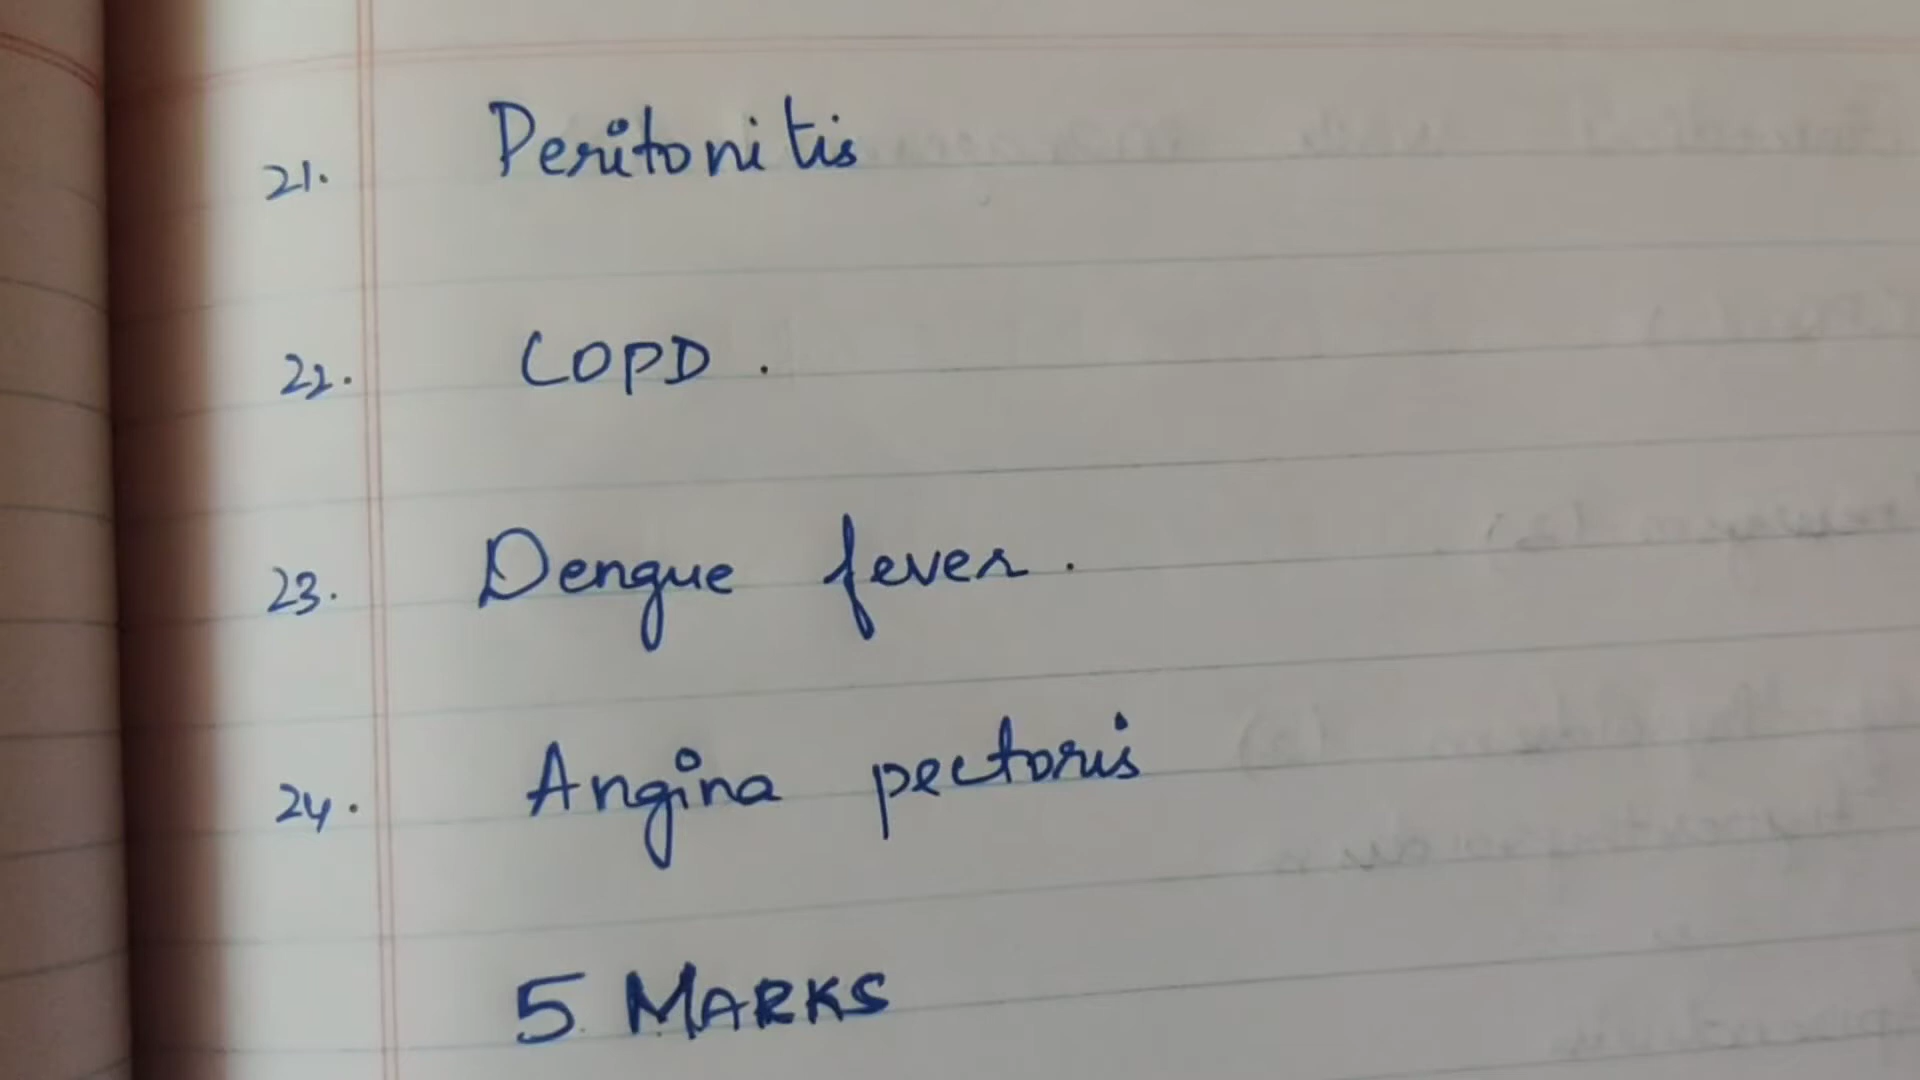 21. Peritonitis
22. COPD.
23. Dengue fever.
24. Angina pectoris
5 MARKS